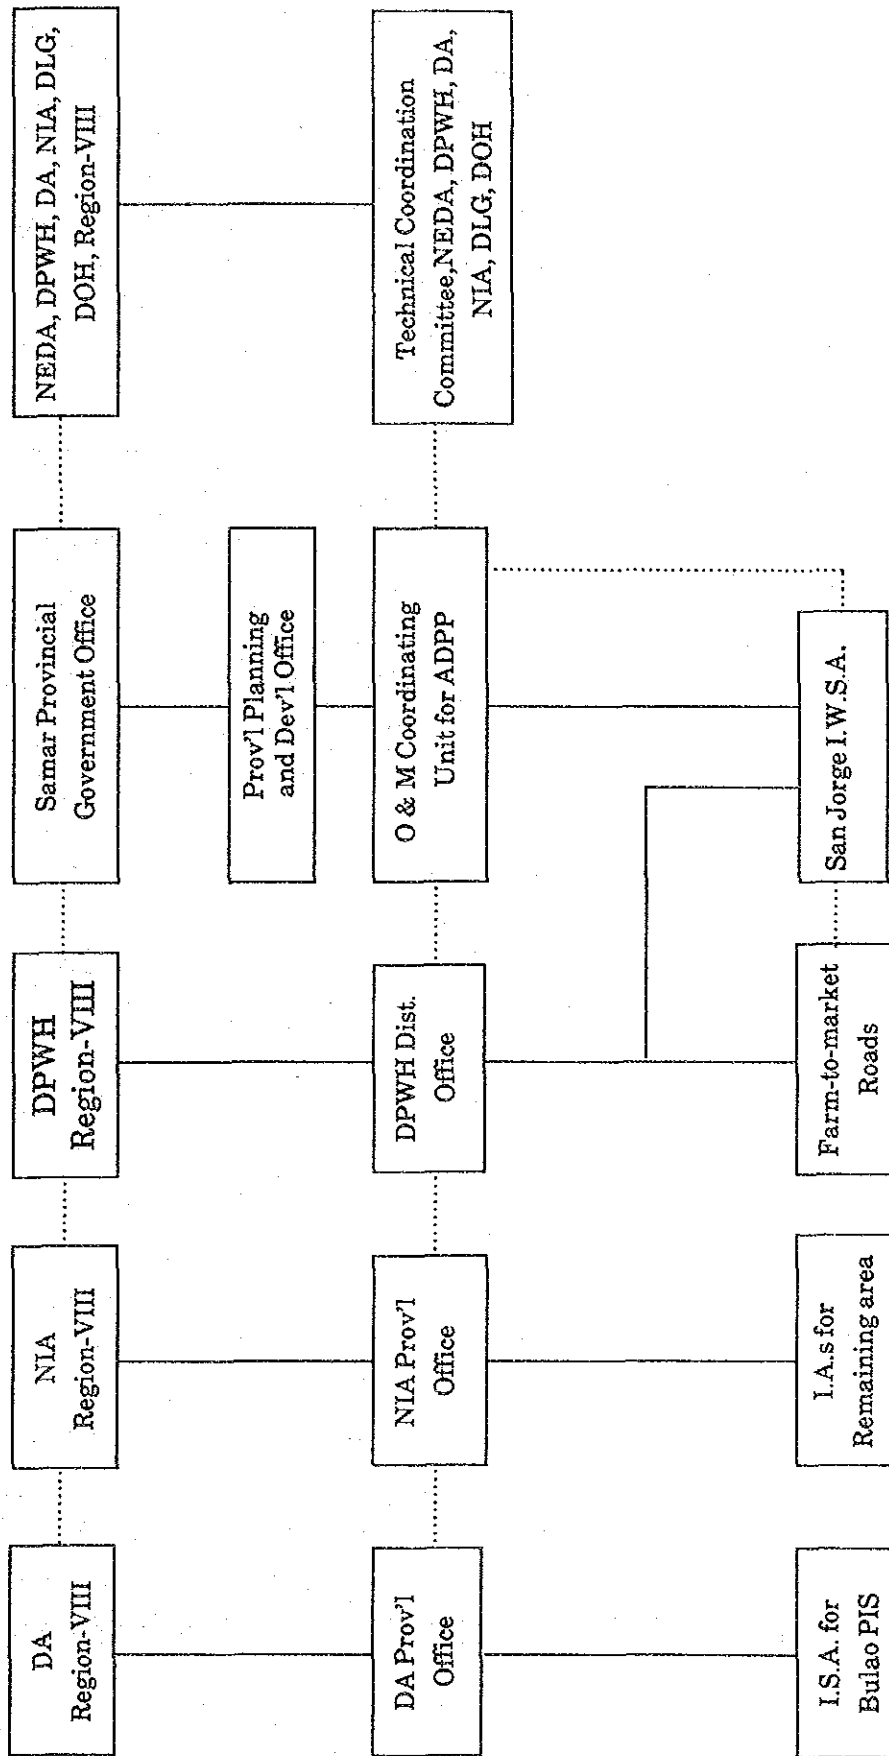 DA
Region-VIII
NIA
Region-VIII
DPWH
Region-VIII
Samar Provincial
Government Office
NEDA, DPWH, DA, NIA, DLG,
DOH, Region-VIII
Prov'l Planning
and Dev'l Office
DA Prov'l
Office
NIA Prov'l
Office
DPWH Dist.
Office
O & M Coordinating
Unit for ADPP
Technical Coordination
Committee,NEDA, DPWH, DA,
NIA, DLG, DOH
I.S.A. for
Bulao PIS
I.A.s for
Remaining area
Farm-to-market
Roads
San Jorge I.W.S.A.